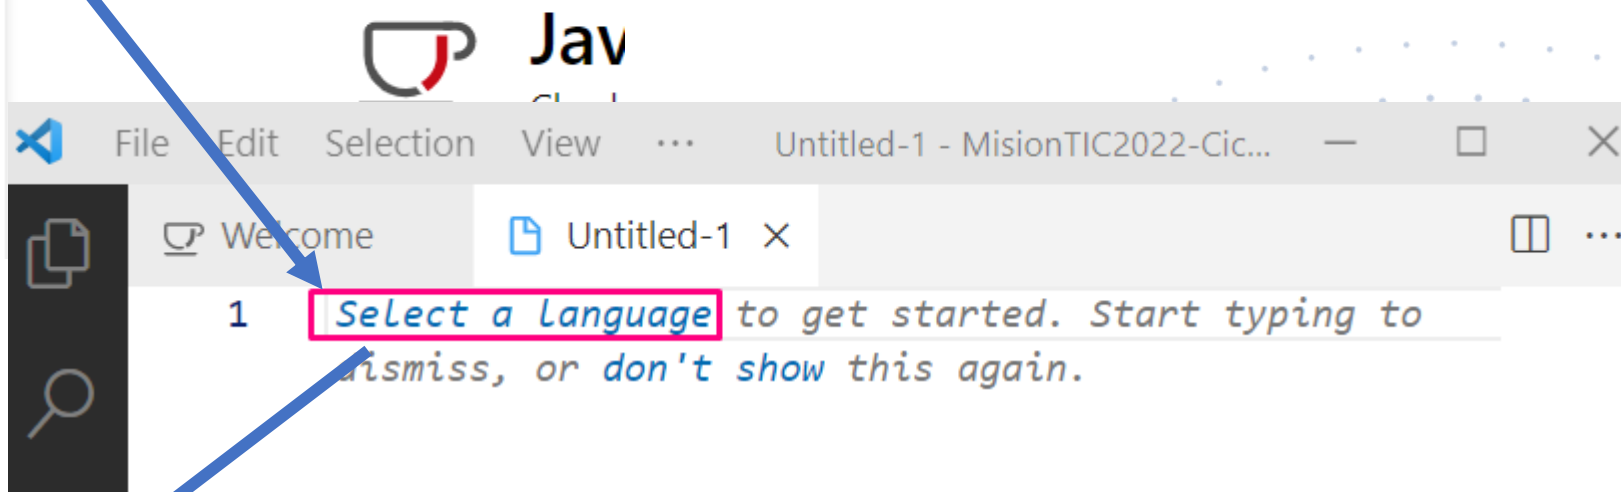 Jav
File Edit Selection View ··· Untitled-1 - MisionTIC2022-Cic...
Welcome Untitled-1
1 Select a language to get started. Start typing to
dismiss, or don't show this again.